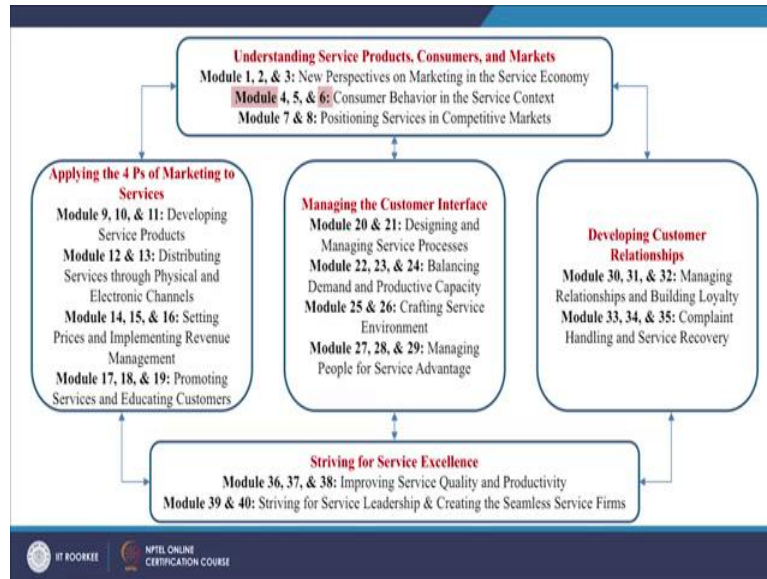 Understanding Service Products, Consumers, and Markets
Module 1, 2, & 3: New Perspectives on Marketing in the Service Economy
Module 4, 5, & 6: Consumer Behavior in the Service Context
Module 7 & 8: Positioning Services in Competitive Markets
Applying the 4 Ps of Marketing to
Services
Module 9, 10, & 11: Developing
Service Products
Module 12 & 13: Distributing
Services through Physical and
Electronic Channels
Module 14, 15, & 16: Setting
Prices and Implementing Revenue
Management
Module 17, 18, & 19: Promoting
Services and Educating Customers
Managing the Customer Interface
Module 20 & 21: Designing and
Managing Service Processes
Module 22, 23, & 24: Balancing
Demand and Productive Capacity
Module 25 & 26: Crafting Service
Environment
Module 27, 28, & 29: Managing
People for Service Advantage
Developing Customer
Relationships
Module 30, 31, & 32: Managing
Relationships and Building Loyalty
Module 33, 34, & 35: Complaint
Handling and Service Recovery
Striving for Service Excellence
Module 36, 37, & 38: Improving Service Quality and Productivity
Module 39 & 40: Striving for Service Leadership & Creating the Seamless Service Firms
IIT ROORKEE
NPTEL ONLINE
CERTIFICATION COURSE